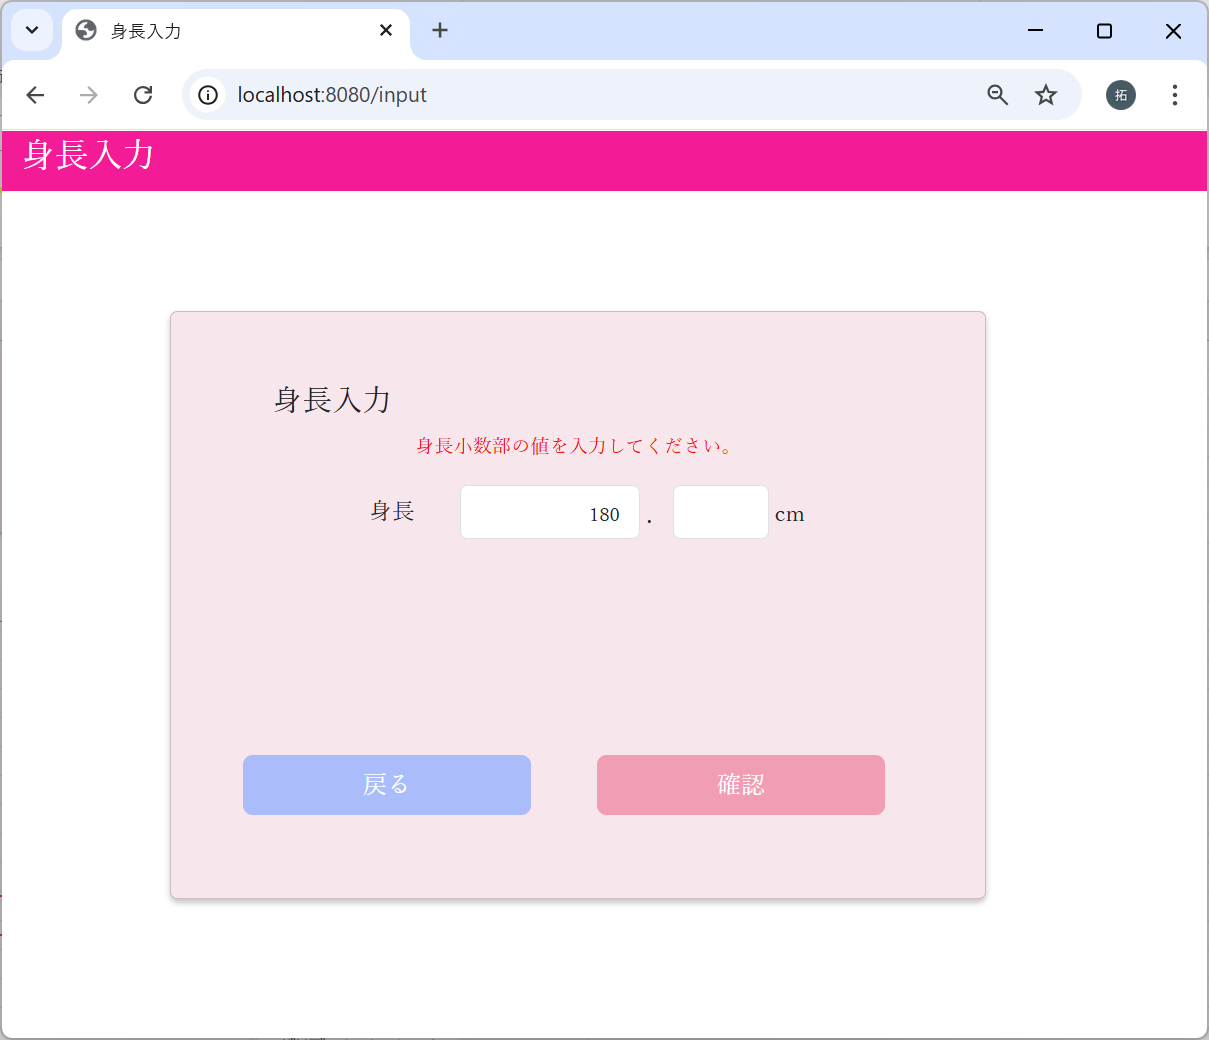 身長入力
localhost:8080/input
拓
身長入力
身長入力
身長小数部の値を入力してください。
身長 180 . cm
戻る 確認